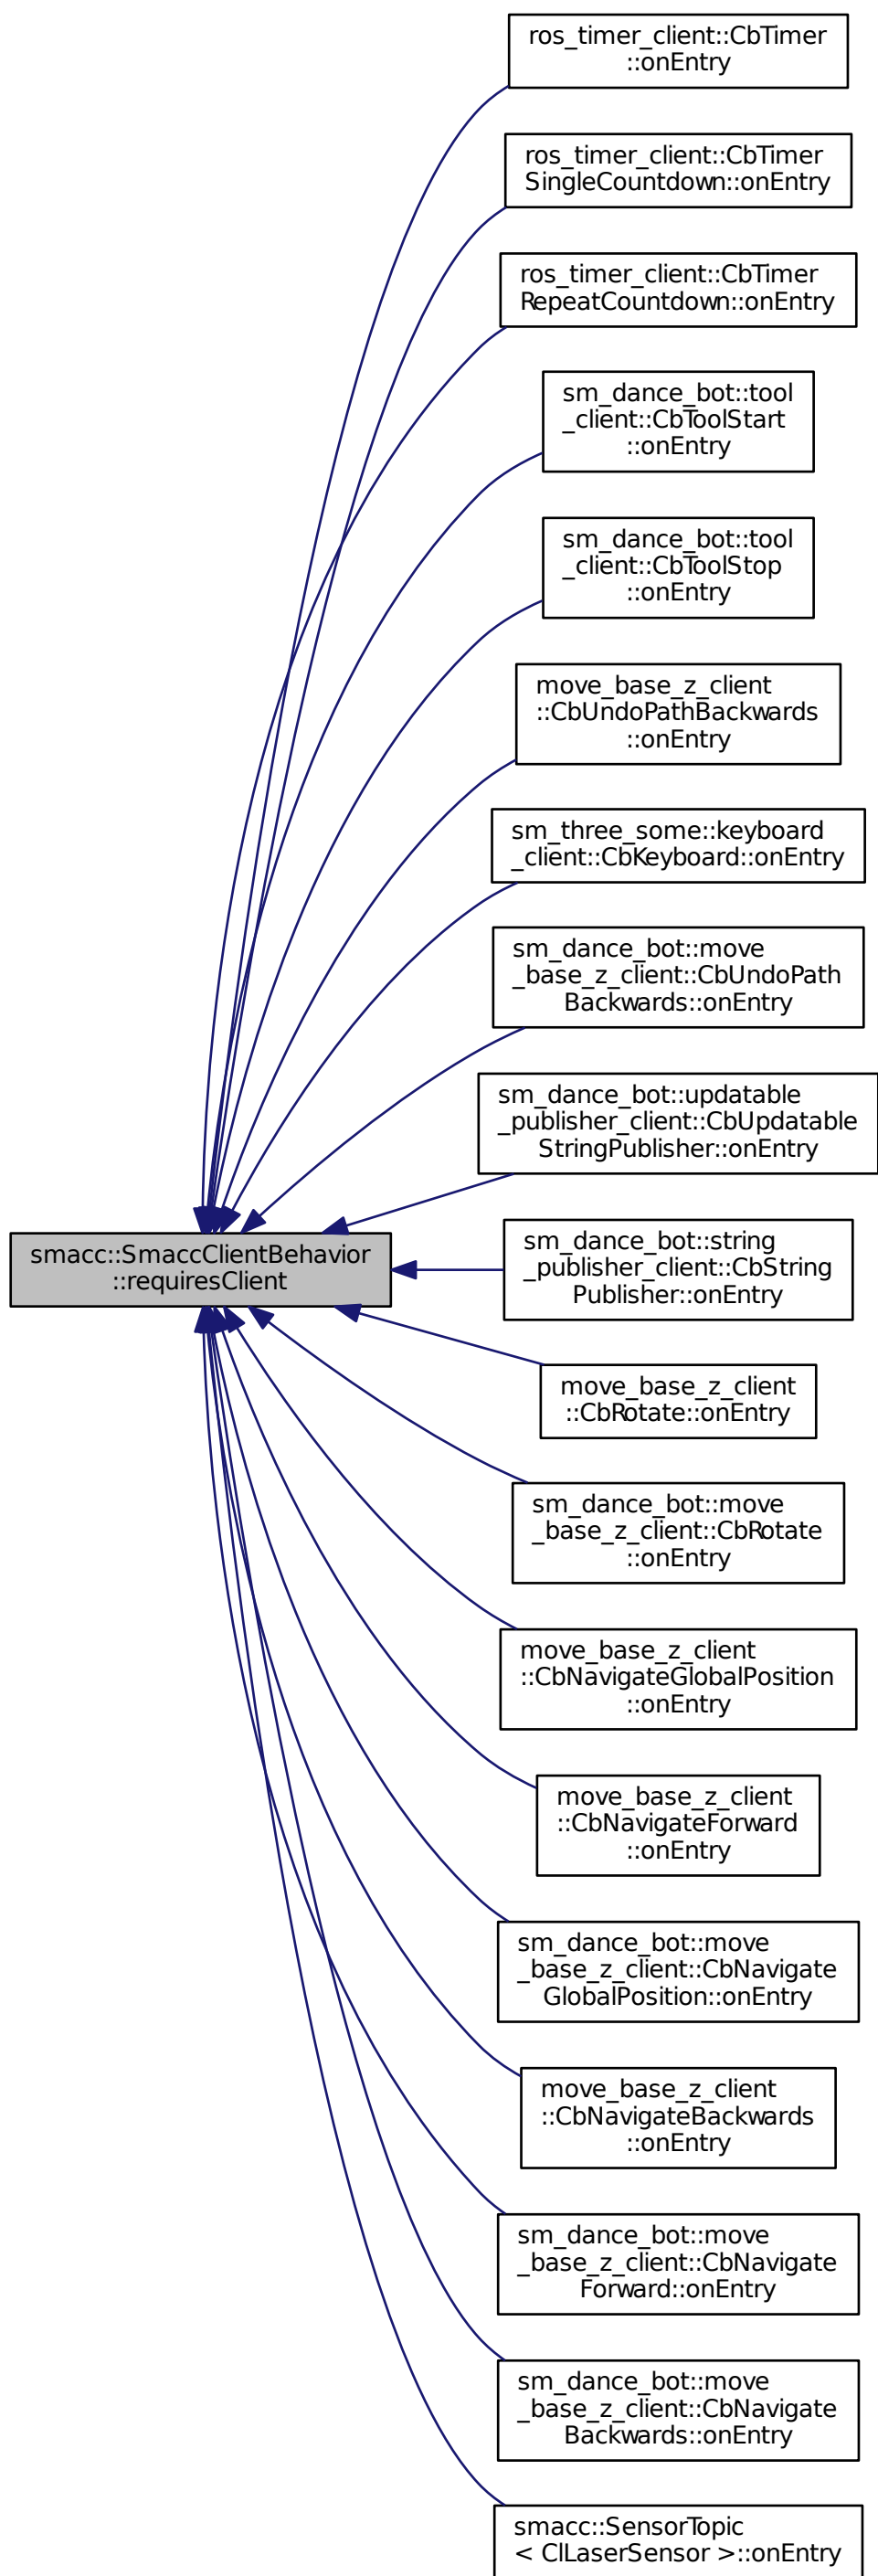 ros_timer_client::CbTimer
::onEntry
ros_timer_client::CbTimer
SingleCountdown::onEntry
ros_timer_client::CbTimer
RepeatCountdown::onEntry
sm_dance_bot::tool
_client::CbToolStart
::onEntry
sm_dance_bot::tool
_client::CbToolStop
::onEntry
move_base_z_client
::CbUndoPathBackwards
::onEntry
sm_three_some::keyboard
_client::CbKeyboard::onEntry
sm_dance_bot::move
_base_z_client::CbUndoPath
Backwards::onEntry
sm_dance_bot::updatable
_publisher_client::CbUpdatable
StringPublisher::onEntry
smacc::SmaccClientBehavior
::requiresClient
sm_dance_bot::string
_publisher_client::CbString
Publisher::onEntry
move_base_z_client
::CbRotate::onEntry
sm_dance_bot::move
_base_z_client::CbRotate
::onEntry
move_base_z_client
::CbNavigateGlobalPosition
::onEntry
move_base_z_client
::CbNavigateForward
::onEntry
sm_dance_bot::move
_base_z_client::CbNavigate
GlobalPosition::onEntry
move_base_z_client
::CbNavigateBackwards
::onEntry
sm_dance_bot::move
_base_z_client::CbNavigate
Forward::onEntry
sm_dance_bot::move
_base_z_client::CbNavigate
Backwards::onEntry
smacc::SensorTopic
< ClLaserSensor >::onEntry